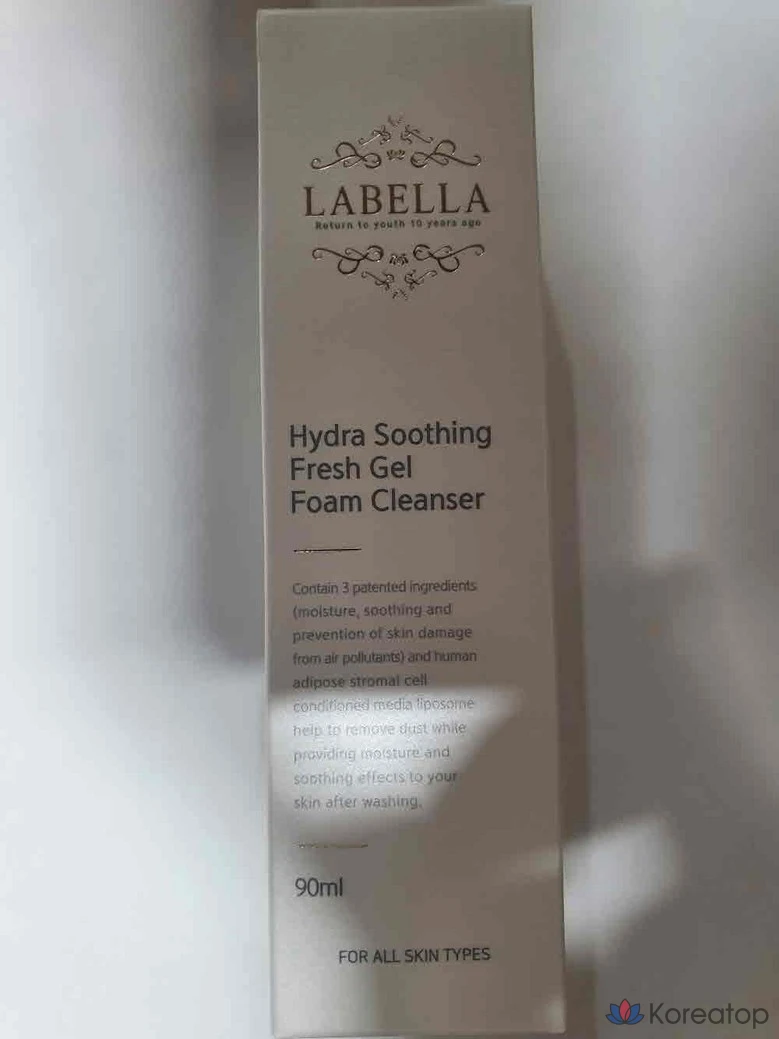 LABELLA
Return to youth 10 years ago
Hydra Soothing
Fresh Gel
Foam Cleanser
Contain 3 patented ingredients
(moisture, soothing and
prevention of skin damage
from air pollutants) and human
adipose stromal cell
conditioned media liposome
help to remove dust while
providing moisture and
soothing effects to your
skin after washing.
90ml
FOR ALL SKIN TYPES
Koreatop